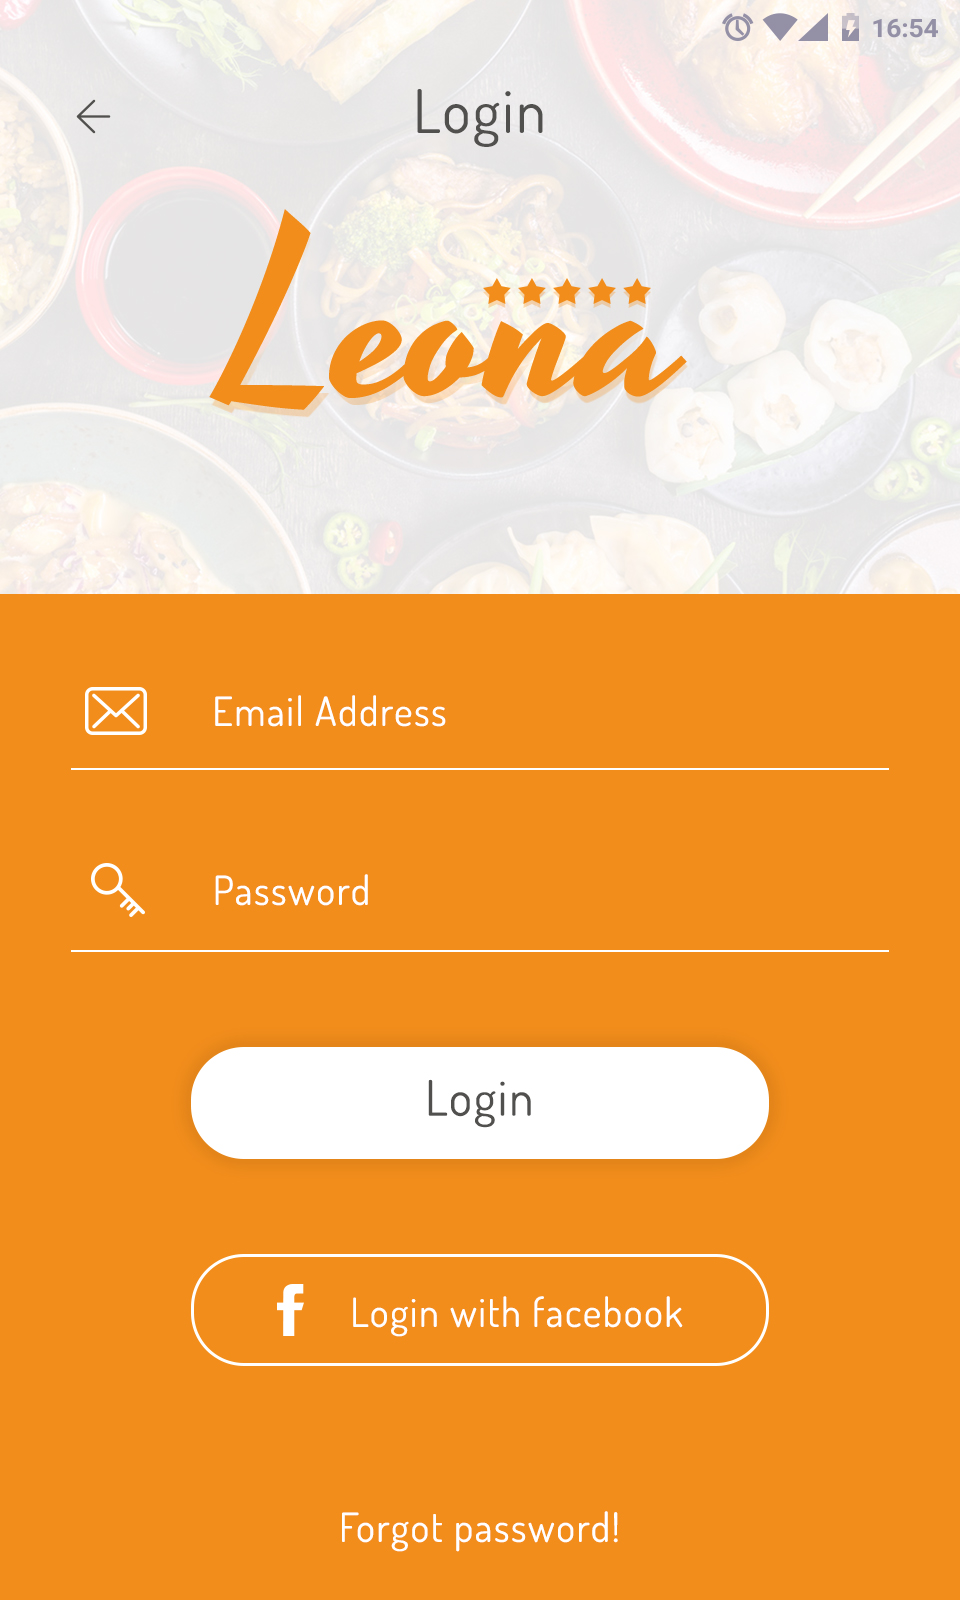 16:54
Login
Leona
Email Address
Password
Login
Login with facebook
Forgot password!